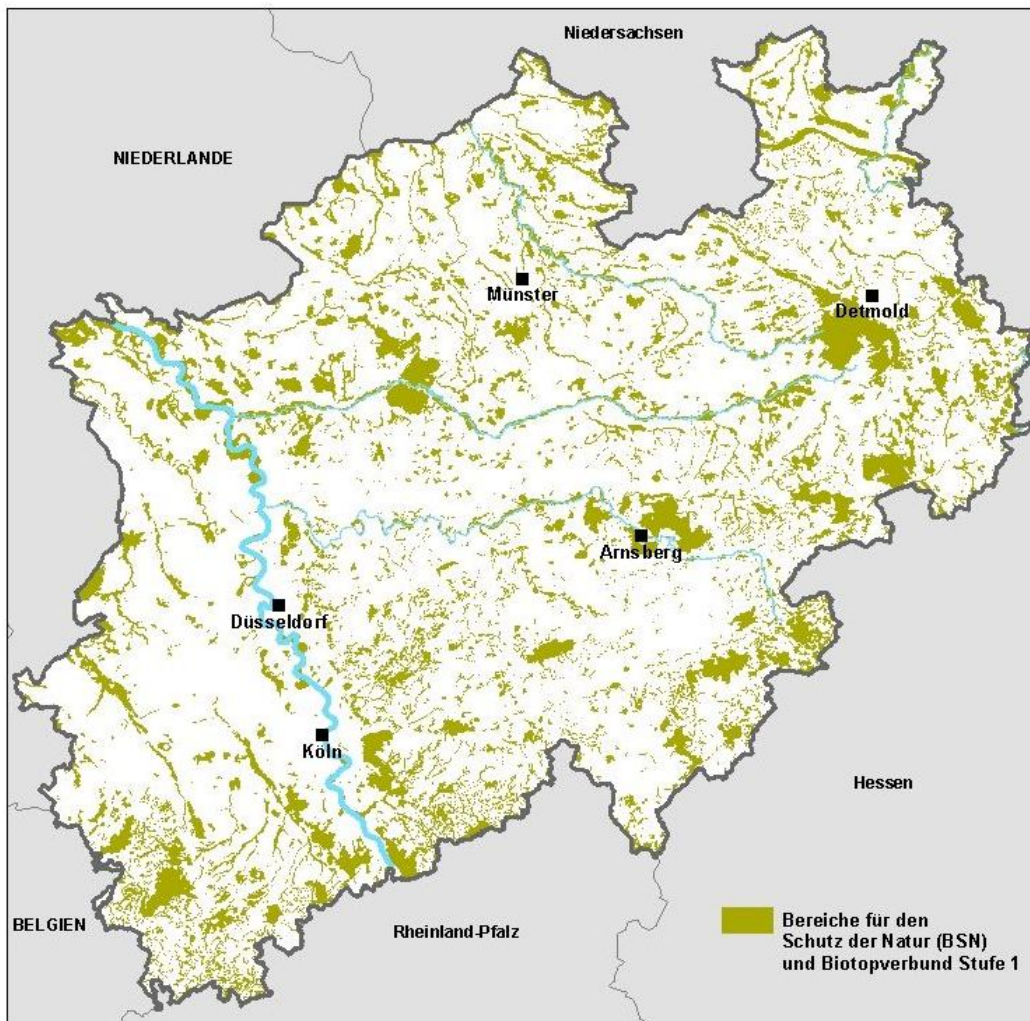 Niedersachsen
NIEDERLANDE
Münster
Detmold
Arnsberg
Düsseldorf
Köln
Hessen
BELGIEN
Rheinland-Pfalz
Bereiche für den
Schutz der Natur (BSN)
und Biotopverbund Stufe 1